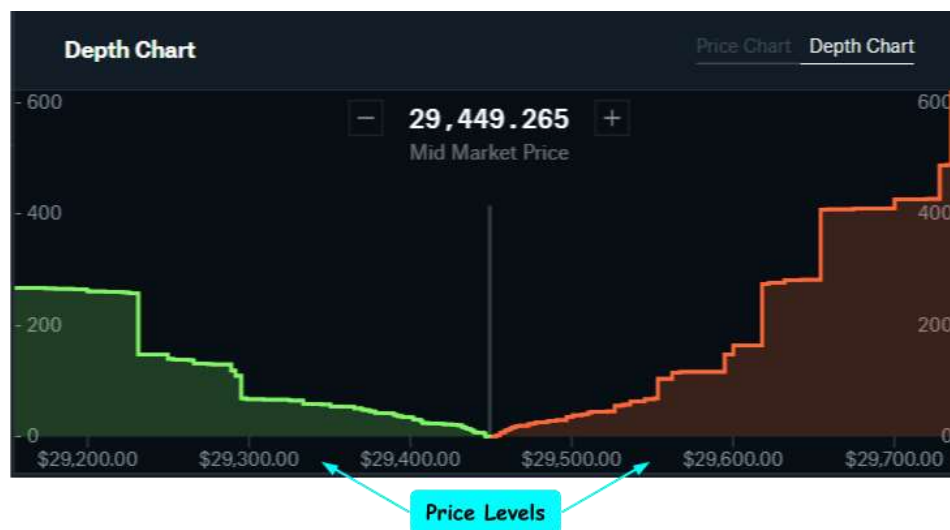 Depth Chart
Price Chart Depth Chart
- 600 600
− 29,449.265 +
Mid Market Price
- 400 400
- 200 200
- 0 0
$29,200.00 $29,300.00 $29,400.00 $29,500.00 $29,600.00 $29,700.00
Price Levels